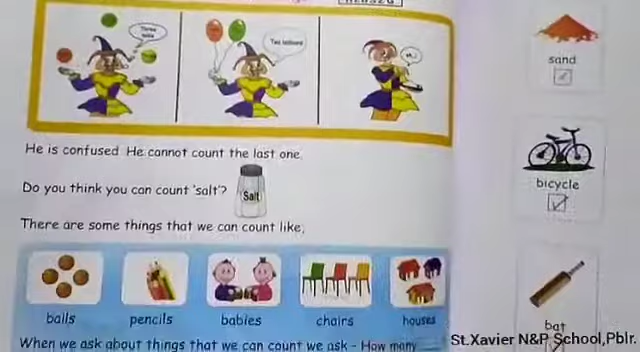 Three balls
Two balloons
He is confused. He cannot count the last one.
Do you think you can count 'salt'?
Salt
There are some things that we can count like,
balls
pencils
babies
chairs
houses
When we ask about things that we can count we ask - How many
sand
bicycle
bat
St.Xavier N&P School,Pblr.